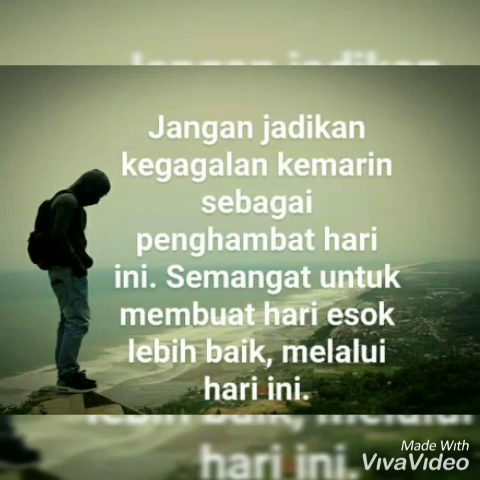 Jangan jadikan
kegagalan kemarin
sebagai
penghambat hari
ini. Semangat untuk
membuat hari esok
lebih baik, melalui
hari ini.
hari ini.
Made With
VivaVideo